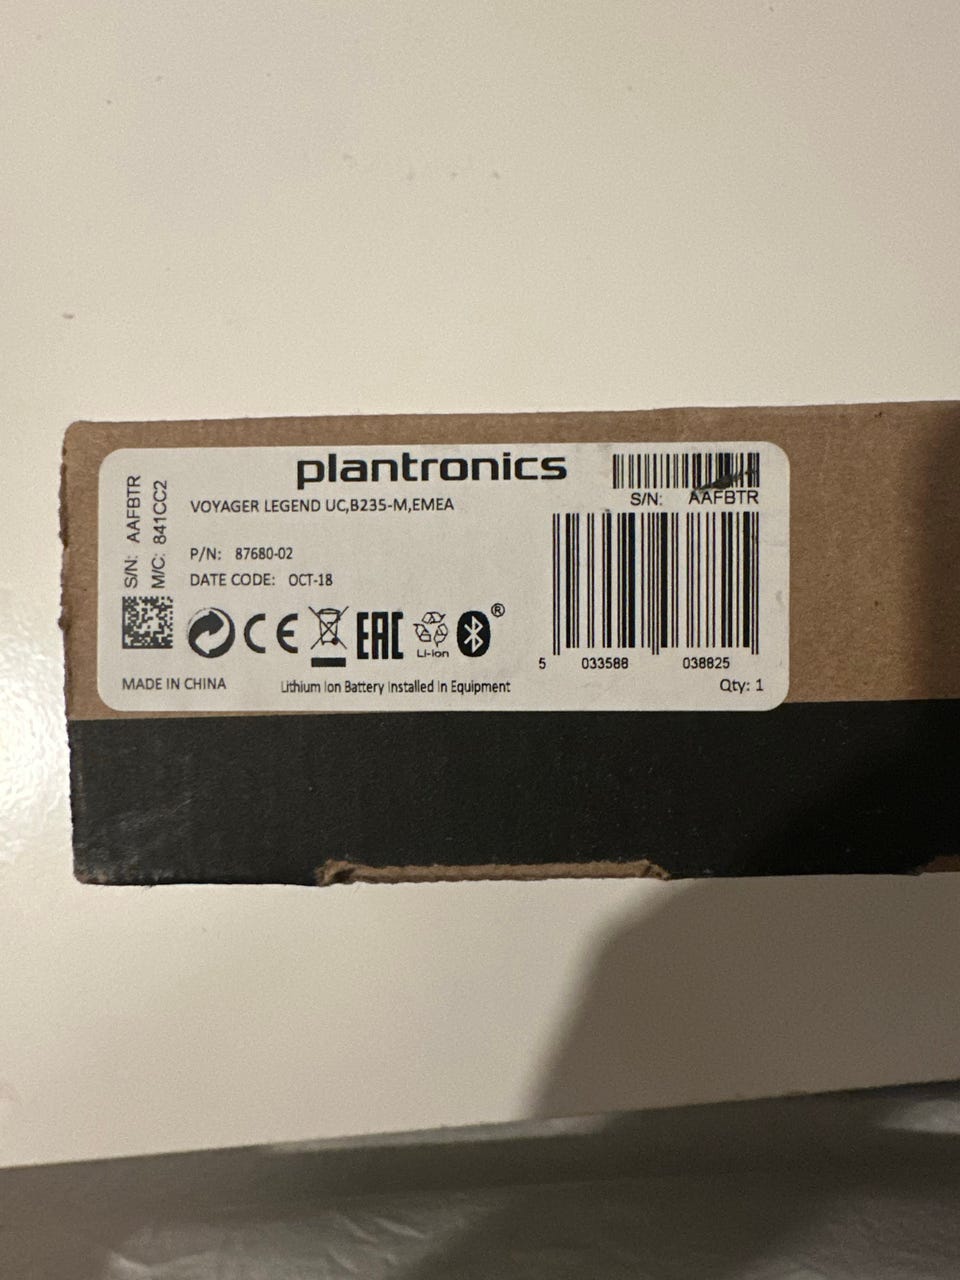 plantronics
S/N: AAFBTR
VOYAGER LEGEND UC,B235-M,EMEA
S/N: AAFBTR
M/C: 841CC2
P/N: 87680-02
DATE CODE: OCT-18
CE
EAC
Li-Ion
®
5 033588 038825
MADE IN CHINA
Lithium Ion Battery Installed In Equipment
Qty: 1